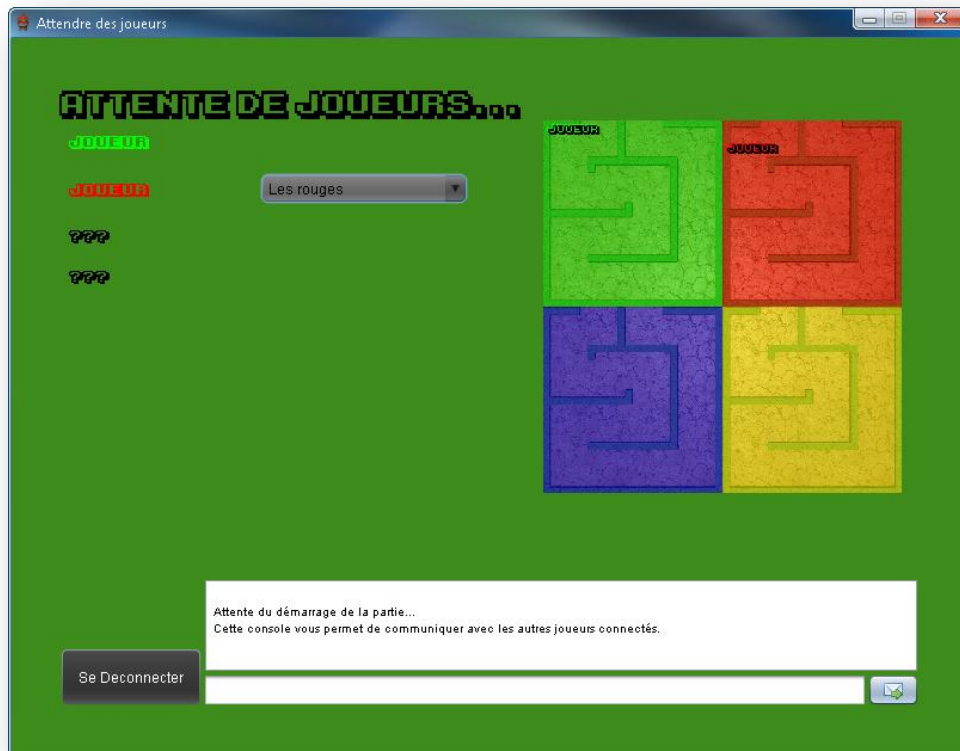 Attendre des joueurs
ATTENTE DE JOUEURS...
JOUEUR
JOUEUR
Les rouges
???
???
JOUEUR
JOUEUR
Attente du démarrage de la partie...
Cette console vous permet de communiquer avec les autres joueurs connectés.
Se Deconnecter